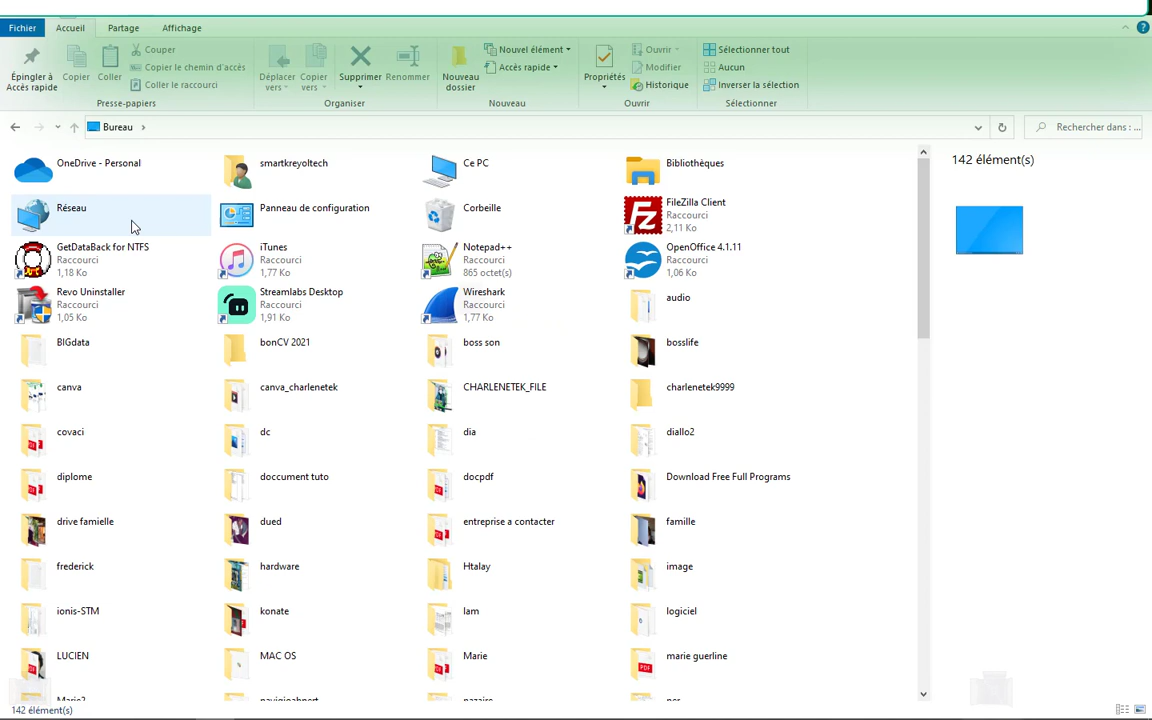 Fichier Accueil Partage Affichage
Épingler à Accès rapide
Copier
Coller
Couper
Copier le chemin d'accès
Coller le raccourci
Presse-papiers
Déplacer vers
Copier vers
Supprimer
Renommer
Organiser
Nouveau dossier
Nouvel élément
Accès rapide
Nouveau
Propriétés
Ouvrir
Modifier
Historique
Ouvrir
Sélectionner tout
Aucun
Inverser la sélection
Sélectionner
Bureau
Rechercher dans : ...
OneDrive - Personal
smartkreyoltech
Ce PC
Bibliothèques
142 élément(s)
Réseau
Panneau de configuration
Corbeille
FileZilla Client
Raccourci
2,11 Ko
GetDataBack for NTFS
Raccourci
1,18 Ko
iTunes
Raccourci
1,77 Ko
Notepad++
Raccourci
865 octet(s)
OpenOffice 4.1.11
Raccourci
1,06 Ko
Revo Uninstaller
Raccourci
1,05 Ko
Streamlabs Desktop
Raccourci
1,91 Ko
Wireshark
Raccourci
1,77 Ko
audio
BIGdata
bonCV 2021
boss son
bosslife
canva
canva_charlenetek
CHARLENETEK_FILE
charlenetek9999
covaci
dc
dia
diallo2
diplome
doccument tuto
docpdf
Download Free Full Programs
drive famielle
dued
entreprise a contacter
famille
frederick
hardware
Htalay
image
ionis-STM
konate
lam
logiciel
LUCIEN
MAC OS
Marie
marie guerline
142 élément(s)